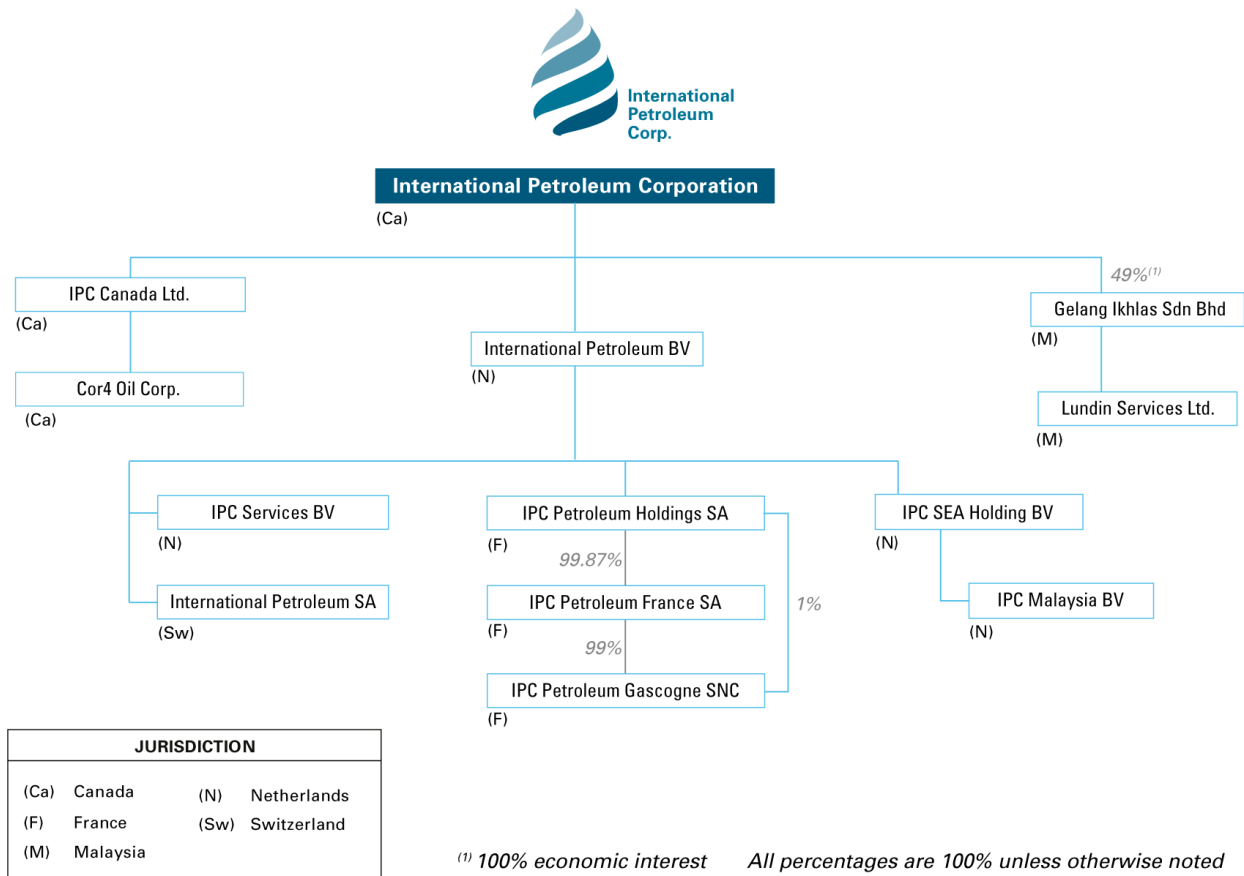 International
Petroleum
Corp.
International Petroleum Corporation
(Ca)
49%(1)
IPC Canada Ltd.
(Ca)
Gelang Ikhlas Sdn Bhd
(M)
International Petroleum BV
(N)
Cor4 Oil Corp.
(Ca)
Lundin Services Ltd.
(M)
IPC Services BV
(N)
IPC Petroleum Holdings SA
(F)
IPC SEA Holding BV
(N)
99.87%
International Petroleum SA
(Sw)
IPC Petroleum France SA
(F)
1%
IPC Malaysia BV
(N)
99%
IPC Petroleum Gascogne SNC
(F)
JURISDICTION
(Ca) Canada
(F) France
(M) Malaysia
(N) Netherlands
(Sw) Switzerland
(1) 100% economic interest
All percentages are 100% unless otherwise noted